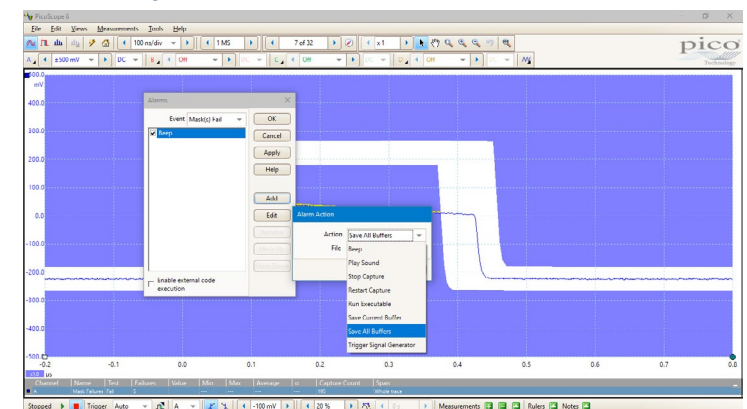 PicoScope 6
File Edit Views Measurements Tools Help
100 ns/div 1 MS 7 of 32 x 1
pico
Technology
A ±500 mV DC B Off DC C Off DC D Off DC
500.0
mV
400.0
300.0
200.0
100.0
0.0
-100.0
-200.0
-300.0
-400.0
-500.0
Alarms
Event Mask(s) Fail
Beep
OK
Cancel
Apply
Help
Add
Edit
Enable external code
execution
Alarm Action
Action Save All Buffers
File
Beep
Play Sound
Stop Capture
Restart Capture
Run Executable
Save Current Buffer
Save All Buffers
Trigger Signal Generator
-0.2 -0.1 0.0 0.1 0.2 0.3 0.4 0.5 0.6 0.7 0.8
x1.0 µs
Channel Name Test Failures Value Min Max Average σ Capture Count Span
A Mask Failures Fail 5 --- --- --- --- --- 195 Whole trace
Stopped Trigger Auto A -100 mV 20 % Measurements Rulers Notes